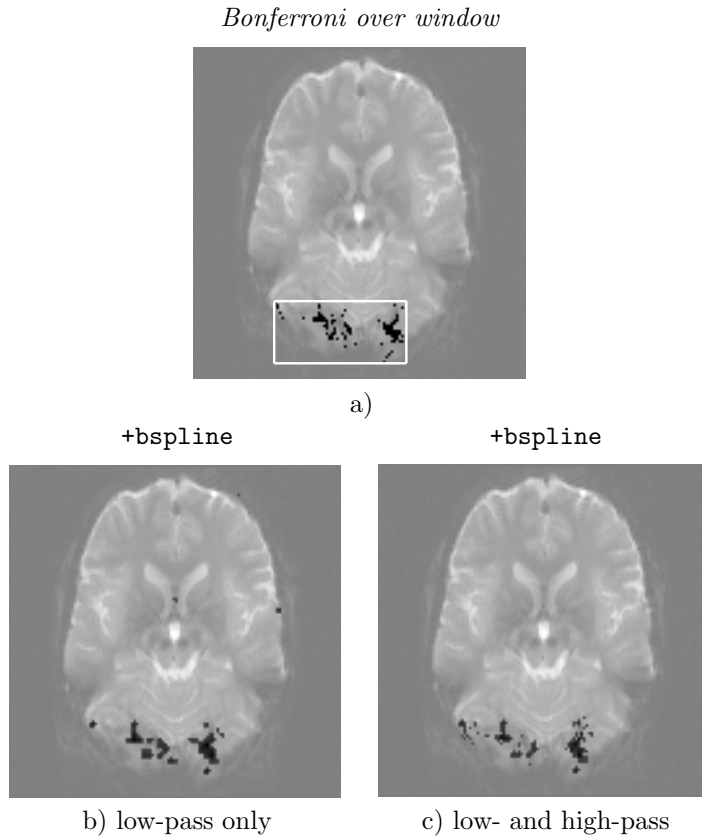 Bonferroni over window
a)
+bspline
+bspline
b) low-pass only
c) low- and high-pass